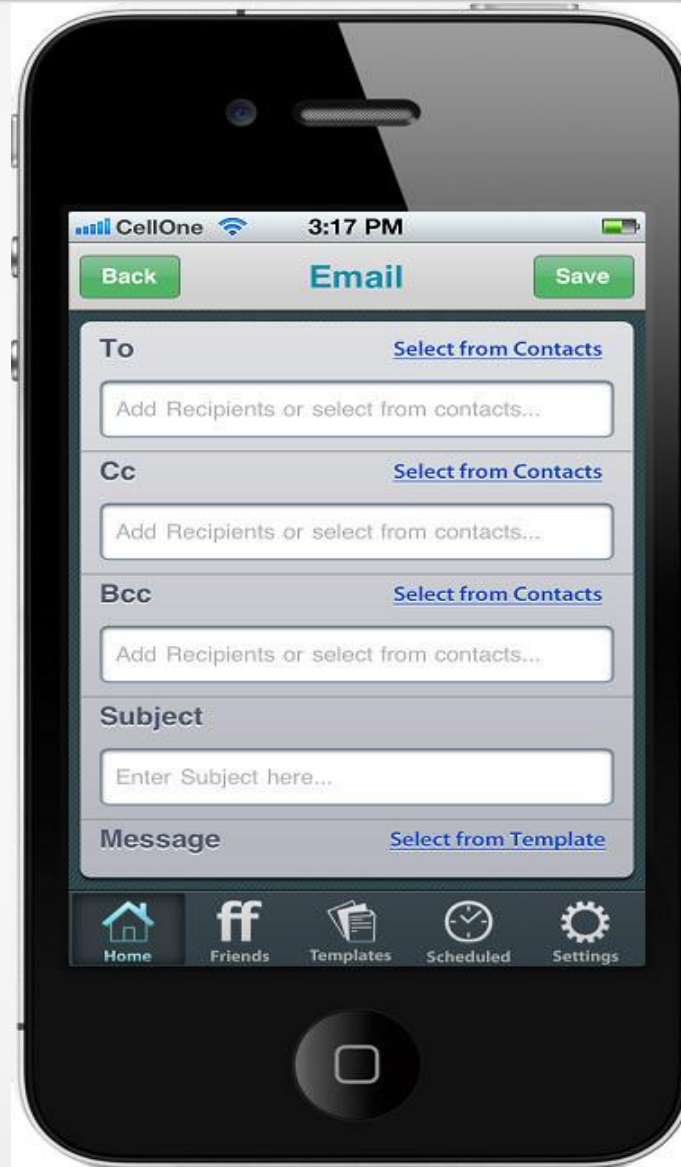 CellOne 3:17 PM
Back Email Save
To Select from Contacts
Add Recipients or select from contacts...
Cc Select from Contacts
Add Recipients or select from contacts...
Bcc Select from Contacts
Add Recipients or select from contacts...
Subject
Enter Subject here...
Message Select from Template
ff
Home Friends Templates Scheduled Settings